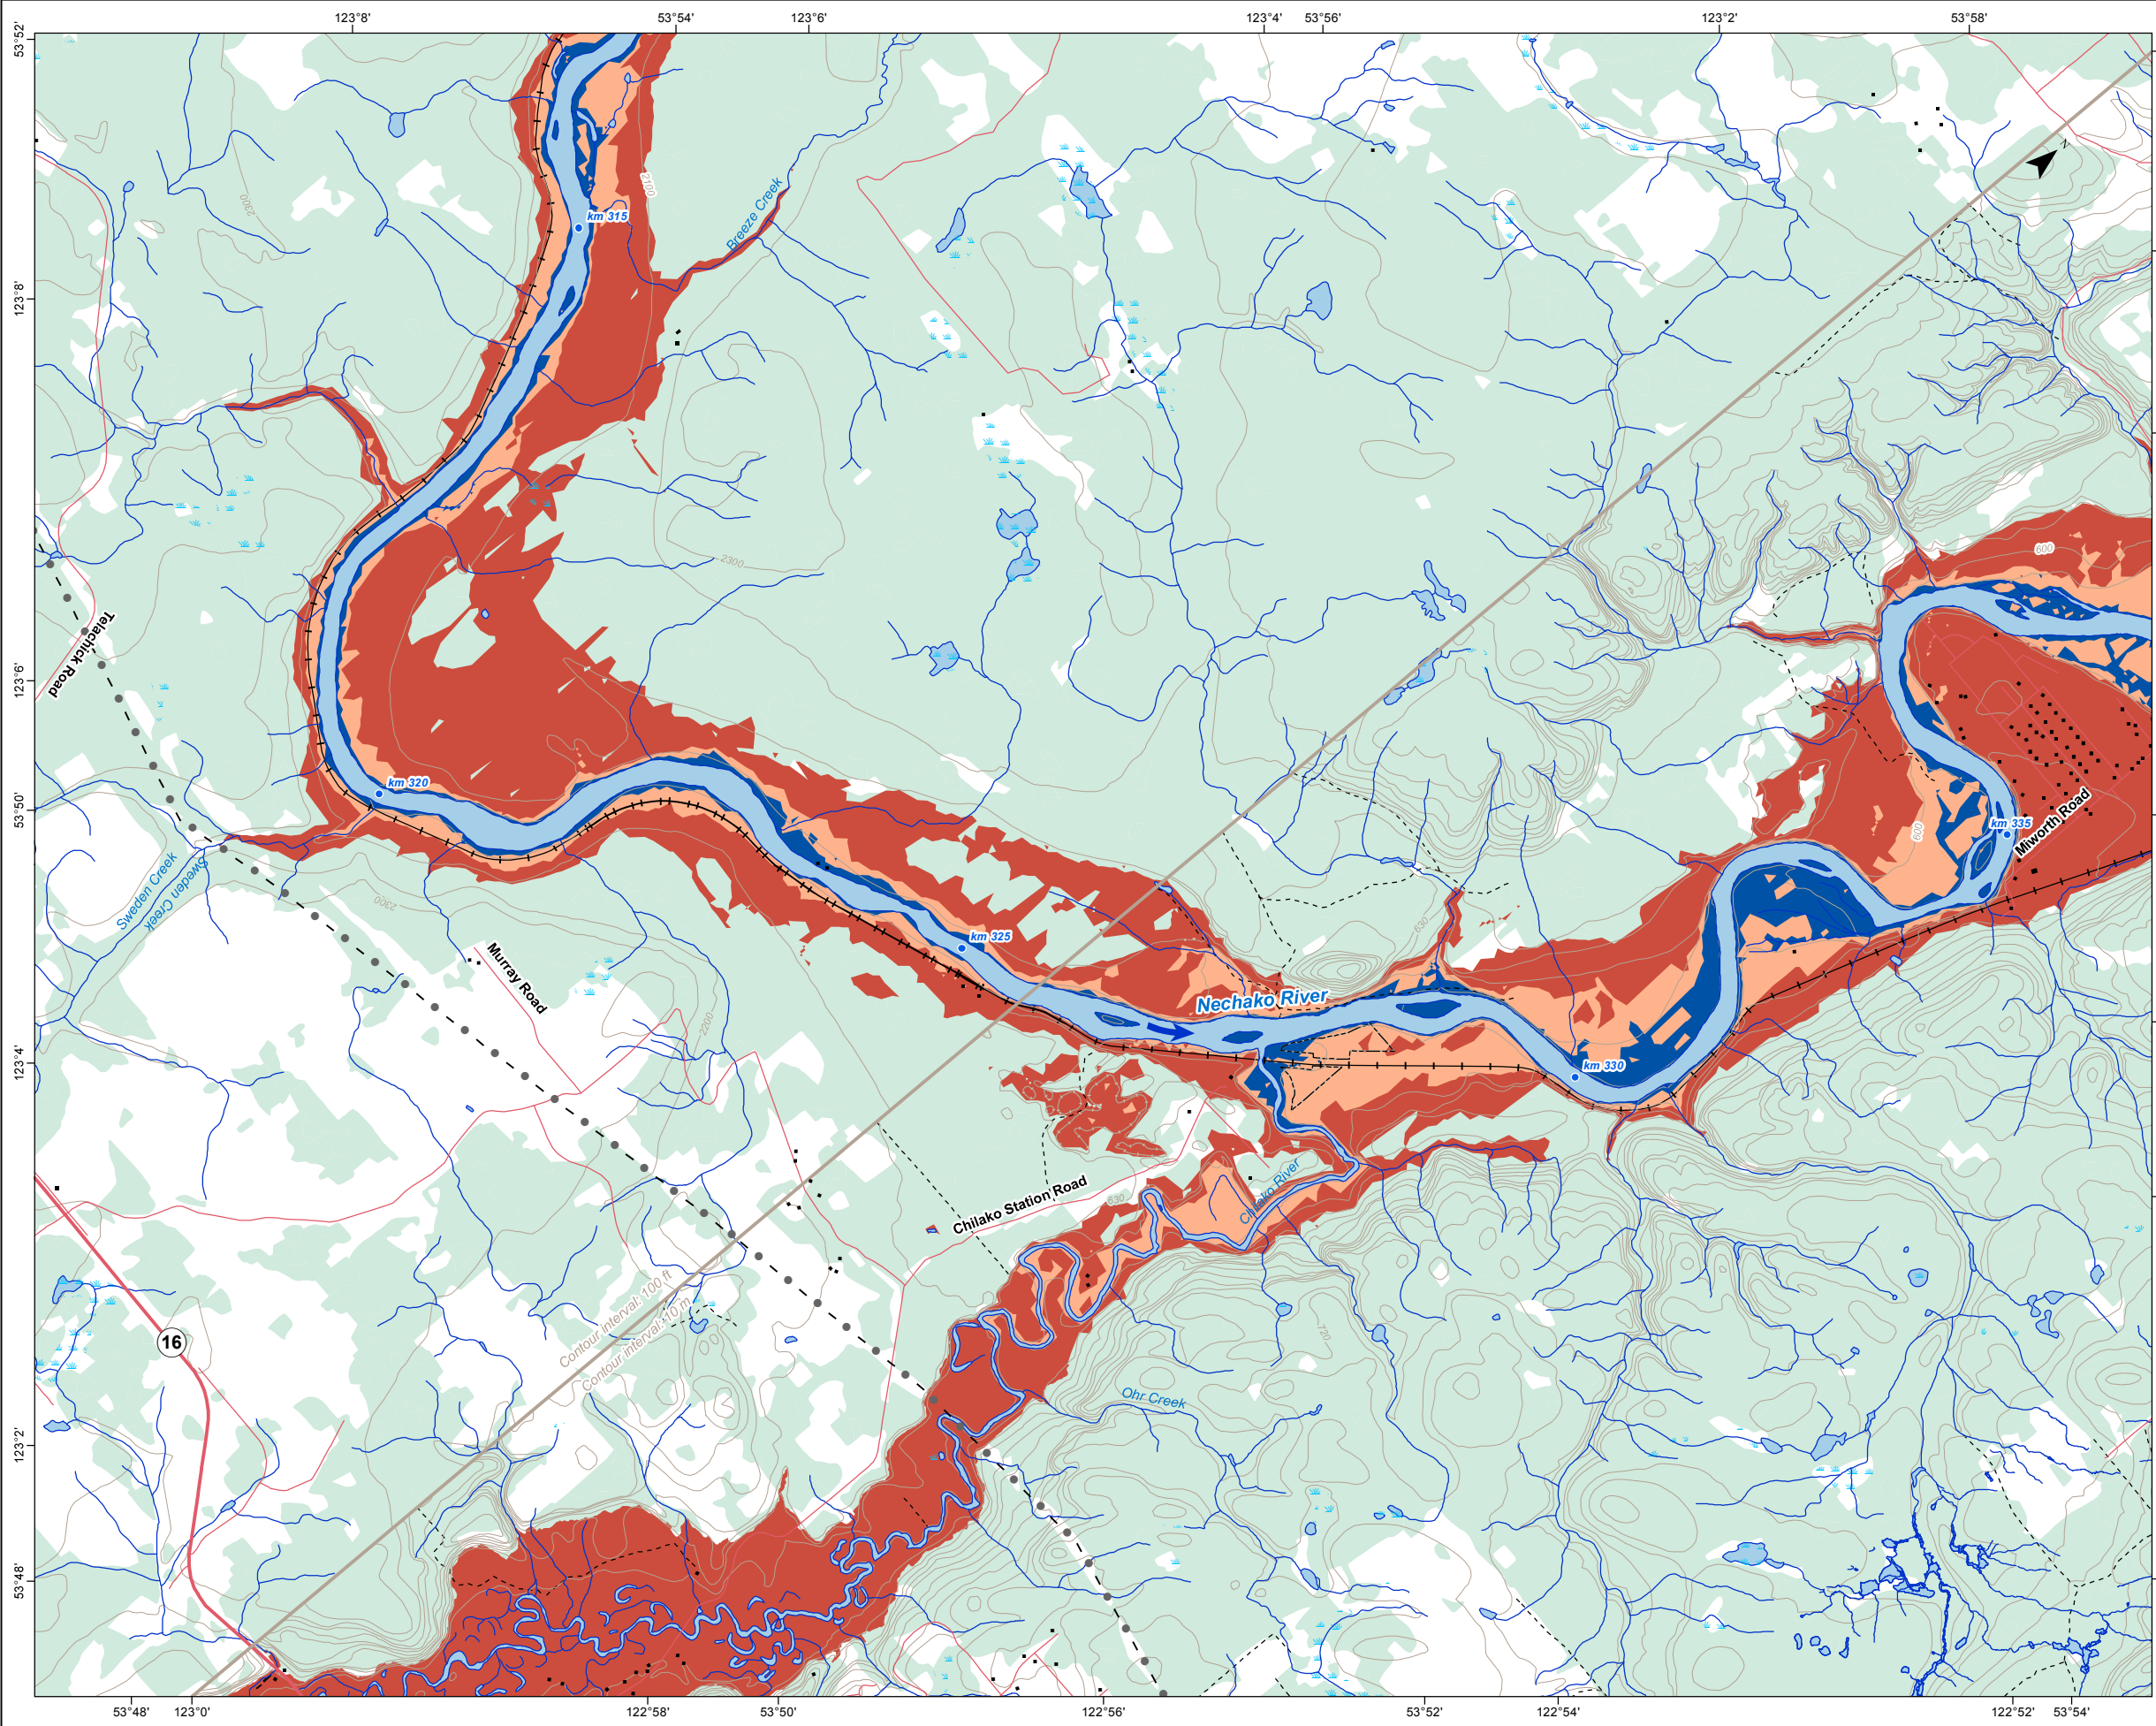 123°8'
53°54'
123°6'
123°4'
53°56'
123°2'
53°58'
53°52'
N
2300
2100
km 315
Breeze Creek
123°8'
2300
600
Telachick Road
123°6'
km 320
53°50'
600
km 335
Miworth Road
Sweden Creek
Sweden Creek
2300
630
km 325
Murray Road
Nechako River
2200
123°4'
km 330
Chilako River
Chilako Station Road
630
Contour interval: 100 ft
Contour interval: 10 m
16
720
Ohr Creek
123°2'
53°48'
53°48'
123°0'
122°58'
53°50'
122°56'
53°52'
122°54'
122°52'
53°54'